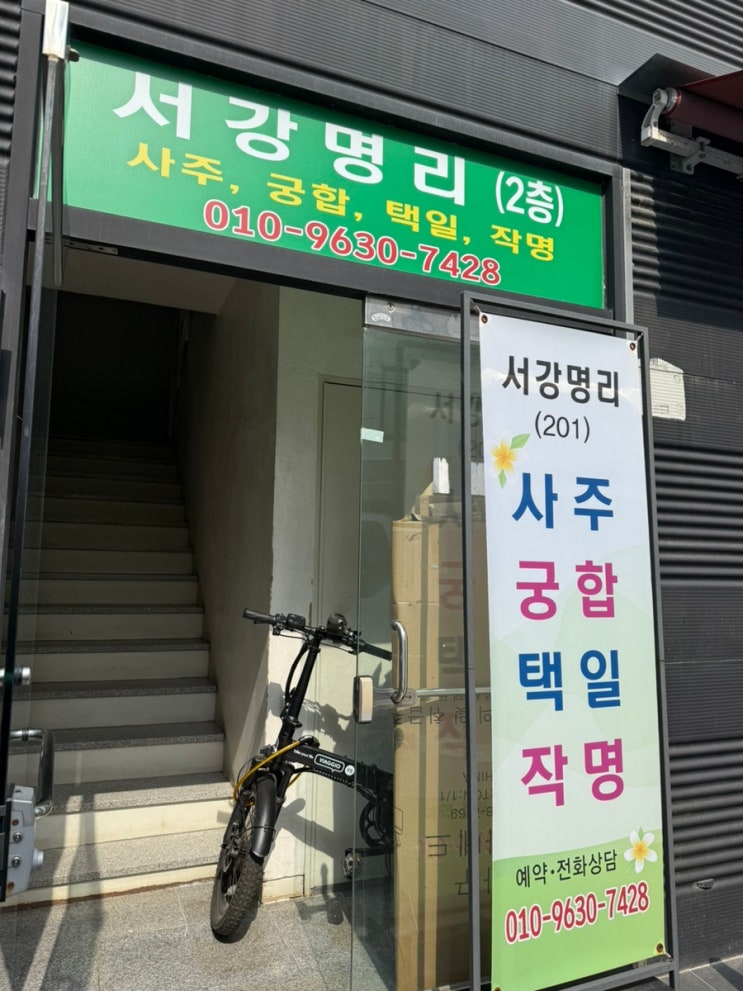 서강명리 (2층)
사주, 궁합, 택일, 작명
010-9630-7428
서강명리
(201)
사주
궁합
택일
작명
예약·전화상담
010-9630-7428
VIAGGIO